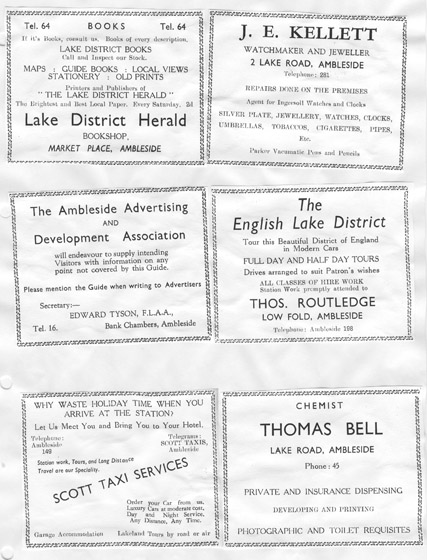 Tel. 64 BOOKS Tel. 64
If it's Books, consult us. Books of every description.
LAKE DISTRICT BOOKS
Call and Inspect our Stock.
MAPS : GUIDE BOOKS : LOCAL VIEWS
STATIONERY : OLD PRINTS
Printers and Publishers of
"THE LAKE DISTRICT HERALD"
The Brightest and Best Local Paper. Every Saturday, 2d
Lake District Herald
BOOKSHOP,
MARKET PLACE, AMBLESIDE
J. E. KELLETT
WATCHMAKER AND JEWELLER
2 LAKE ROAD, AMBLESIDE
Telephone: 281
REPAIRS DONE ON THE PREMISES
Agent for Ingersoll Watches and Clocks
SILVER PLATE, JEWELLERY, WATCHES, CLOCKS,
UMBRELLAS, TOBACCOS, CIGARETTES, PIPES,
Etc.
Parker Vacumatic Pens and Pencils
The Ambleside Advertising
AND
Development Association
will endeavour to supply intending
Visitors with information on any
point not covered by this Guide.
Please mention the Guide when writing to Advertisers
Secretary:—
EDWARD TYSON, F.L.A.A.,
Tel. 16. Bank Chambers, Ambleside
The
English Lake District
Tour this Beautiful District of England
in Modern Cars
FULL DAY AND HALF DAY TOURS
Drives arranged to suit Patron's wishes
ALL CLASSES OF HIRE WORK
Station Work promptly attended to
THOS. ROUTLEDGE
LOW FOLD, AMBLESIDE
Telephone: Ambleside 198
WHY WASTE HOLIDAY TIME WHEN YOU
ARRIVE AT THE STATION?
Let Us Meet You and Bring You to Your Hotel.
Telephone:
Ambleside
149
Telegrams:
SCOTT TAXIS,
Ambleside
Station work, Tours, and Long Distance
Travel are our Speciality.
SCOTT TAXI SERVICES
Order your Car from us.
Luxury Cars at moderate cost,
Day and Night Service,
Any Distance, Any Time.
Garage Accommodation Lakeland Tours by road or air
CHEMIST
THOMAS BELL
LAKE ROAD, AMBLESIDE
Phone: 45
PRIVATE AND INSURANCE DISPENSING
DEVELOPING AND PRINTING
PHOTOGRAPHIC AND TOILET REQUISITES